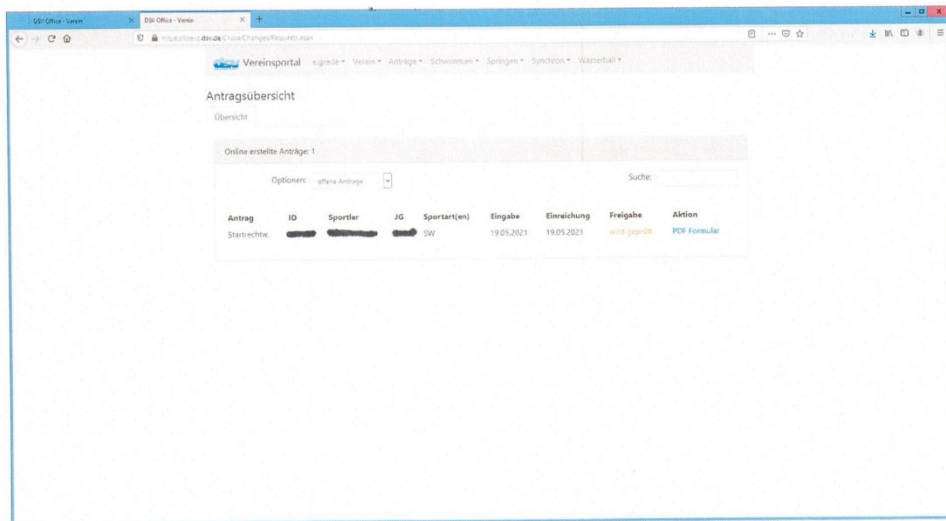 DSV Office - Verein
DSV Office - Verein
Vereinsportal Verein Anträge Schwimmen Springen Synchron Wasserball
Antragsübersicht
Übersicht
Online erstellte Anträge: 1
Optionen: offene Anträge Suche:
Antrag ID Sportler JG Sportart(en) Eingabe Einreichung Freigabe Aktion
Startrechtw. SW 19.05.2021 19.05.2021 wird geprüft PDF Formular